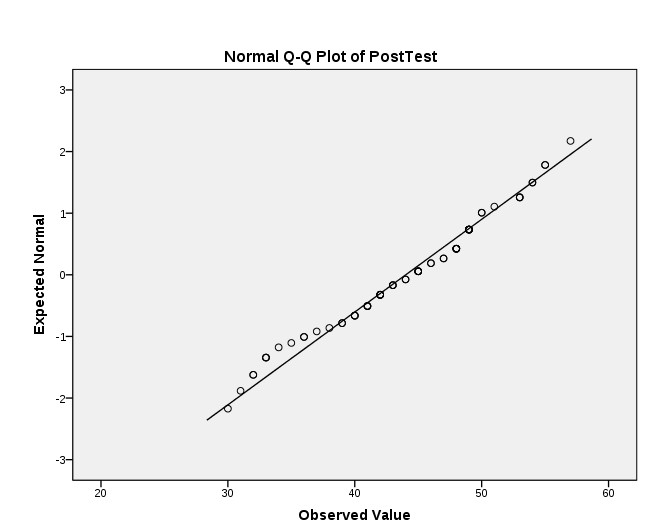 Normal Q-Q Plot of PostTest
3
2
1
0
-1
-2
-3
Expected Normal
20 30 40 50 60
Observed Value